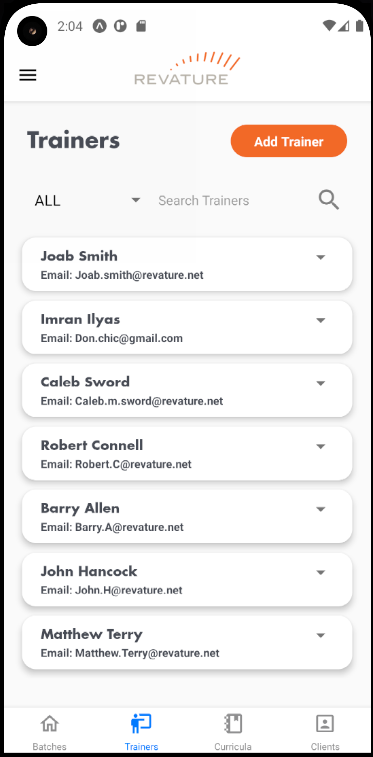 2:04
REVATURE
Trainers
Add Trainer
ALL
Search Trainers
Joab Smith
Email: Joab.smith@revature.net
Imran Ilyas
Email: Don.chic@gmail.com
Caleb Sword
Email: Caleb.m.sword@revature.net
Robert Connell
Email: Robert.C@revature.net
Barry Allen
Email: Barry.A@revature.net
John Hancock
Email: John.H@revature.net
Matthew Terry
Email: Matthew.Terry@revature.net
Batches Trainers Curricula Clients